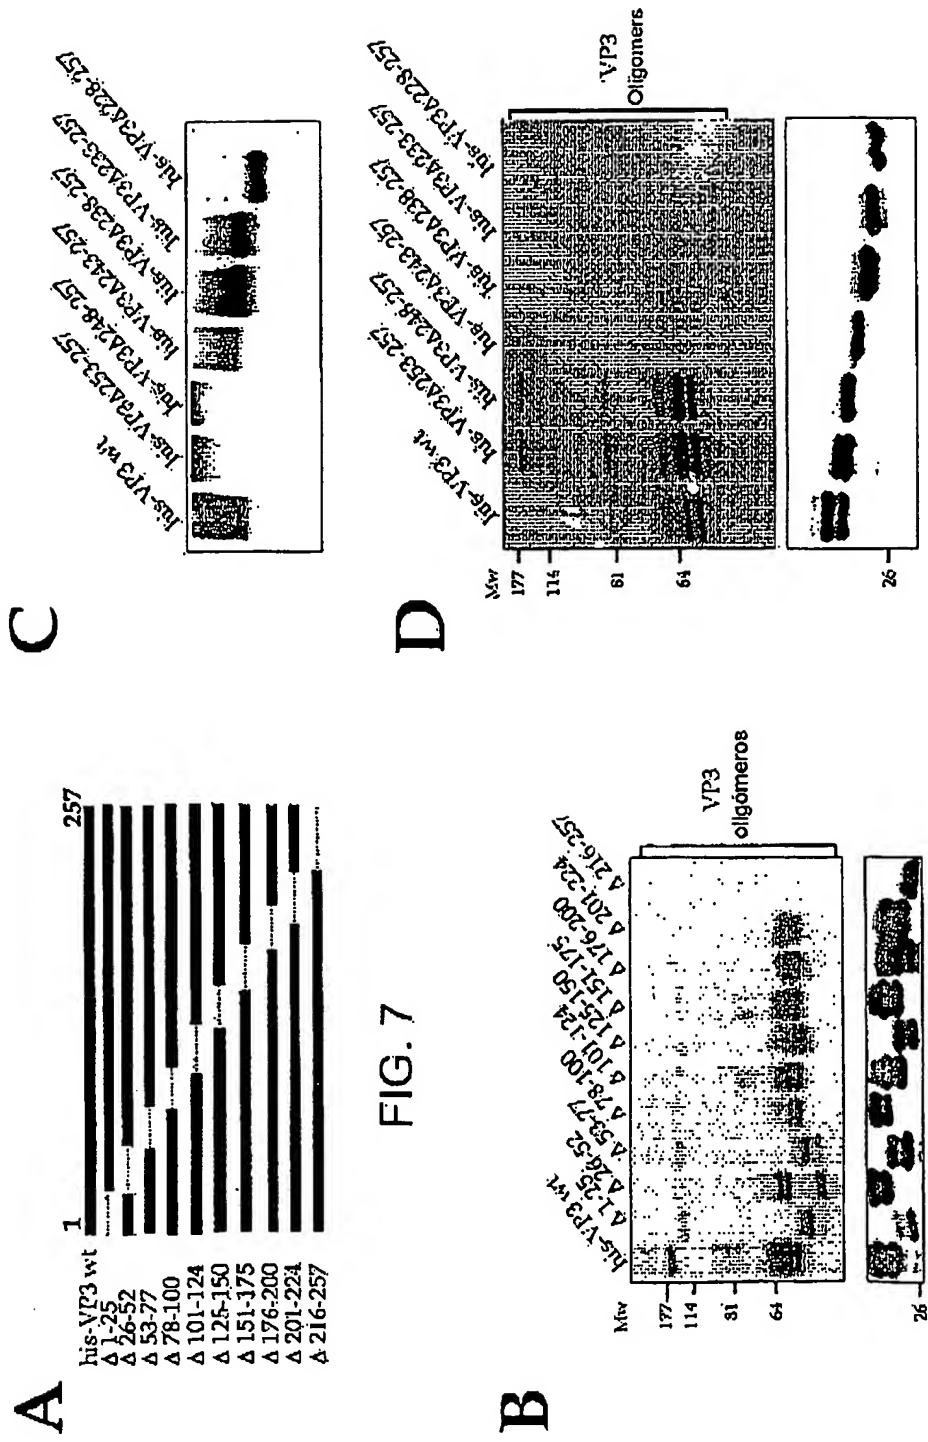 A
1
257
his-VP3 wt
Δ 1-25
Δ 26-52
Δ 53-77
Δ 78-100
Δ 101-124
Δ 125-150
Δ 151-175
Δ 176-200
Δ 201-224
Δ 216-257
FIG. 7
B
his-VP3 wt
Δ 1-25
Δ 26-52
Δ 53-77
Δ 78-100
Δ 101-124
Δ 125-150
Δ 151-175
Δ 176-200
Δ 201-224
Δ 216-257
Mw
177
114
81
64
26
VP3
oligómeros
C
his-VP3 wt
his-VP3Δ253-257
his-VP3Δ248-257
his-VP3Δ243-257
his-VP3Δ238-257
his-VP3Δ233-257
his-VP3Δ228-257
D
his-VP3 wt
his-VP3Δ253-257
his-VP3Δ248-257
his-VP3Δ243-257
his-VP3Δ238-257
his-VP3Δ233-257
his-VP3Δ228-257
Mw
177
114
81
64
26
VP3
Oligomers